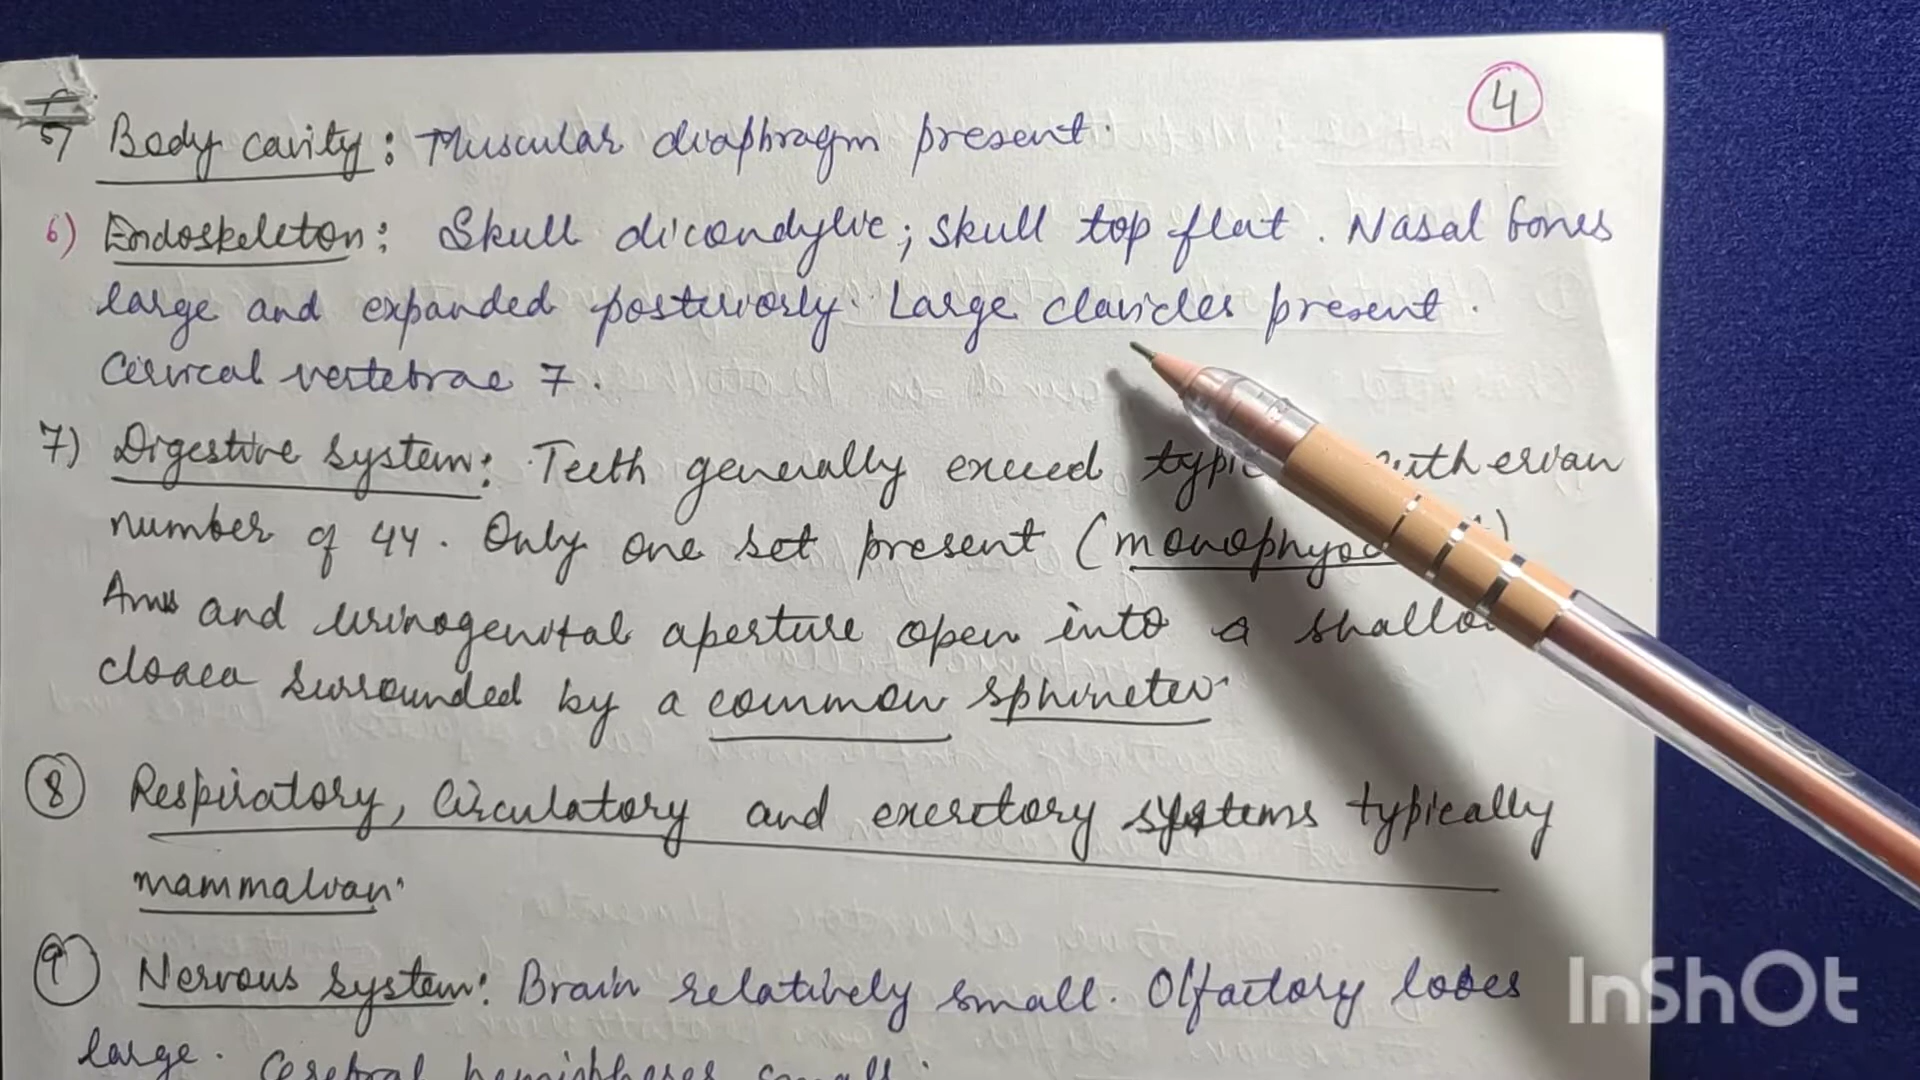 4
5) Body cavity: Muscular diaphragm present.
6) Endoskeleton: Skull dicondylic; skull top flat. Nasal bones
large and expanded posteriorly. Large clavicles present.
Cervical vertebrae 7.
7) Digestive system: Teeth generally exceed
number of 44. Only one set present (
Anus and urinogenital aperture open into a
cloaca surrounded by a common sphincter.
8 Respiratory, Circulatory and excretory systems typically
mammalian.
9 Nervous system: Brain relatively small. Olfactory lobes
large. Cerebral hemispheres small.
InShOt